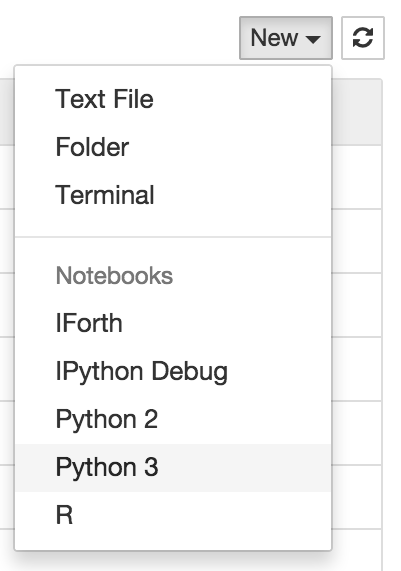 New
Text File
Folder
Terminal
Notebooks
IForth
IPython Debug
Python 2
Python 3
R